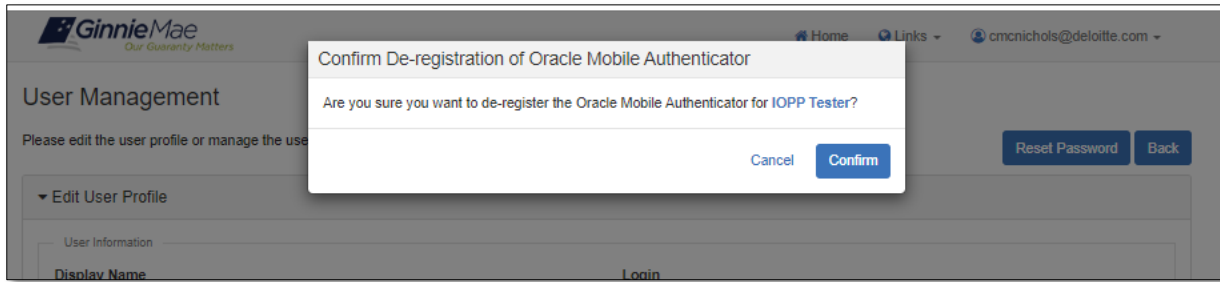 GinnieMae
Our Guaranty Matters
Home Links cmcnichols@deloitte.com
Confirm De-registration of Oracle Mobile Authenticator
Are you sure you want to de-register the Oracle Mobile Authenticator for IOPP Tester?
Cancel Confirm
User Management
Please edit the user profile or manage the use
Reset Password Back
Edit User Profile
User Information
Display Name Login